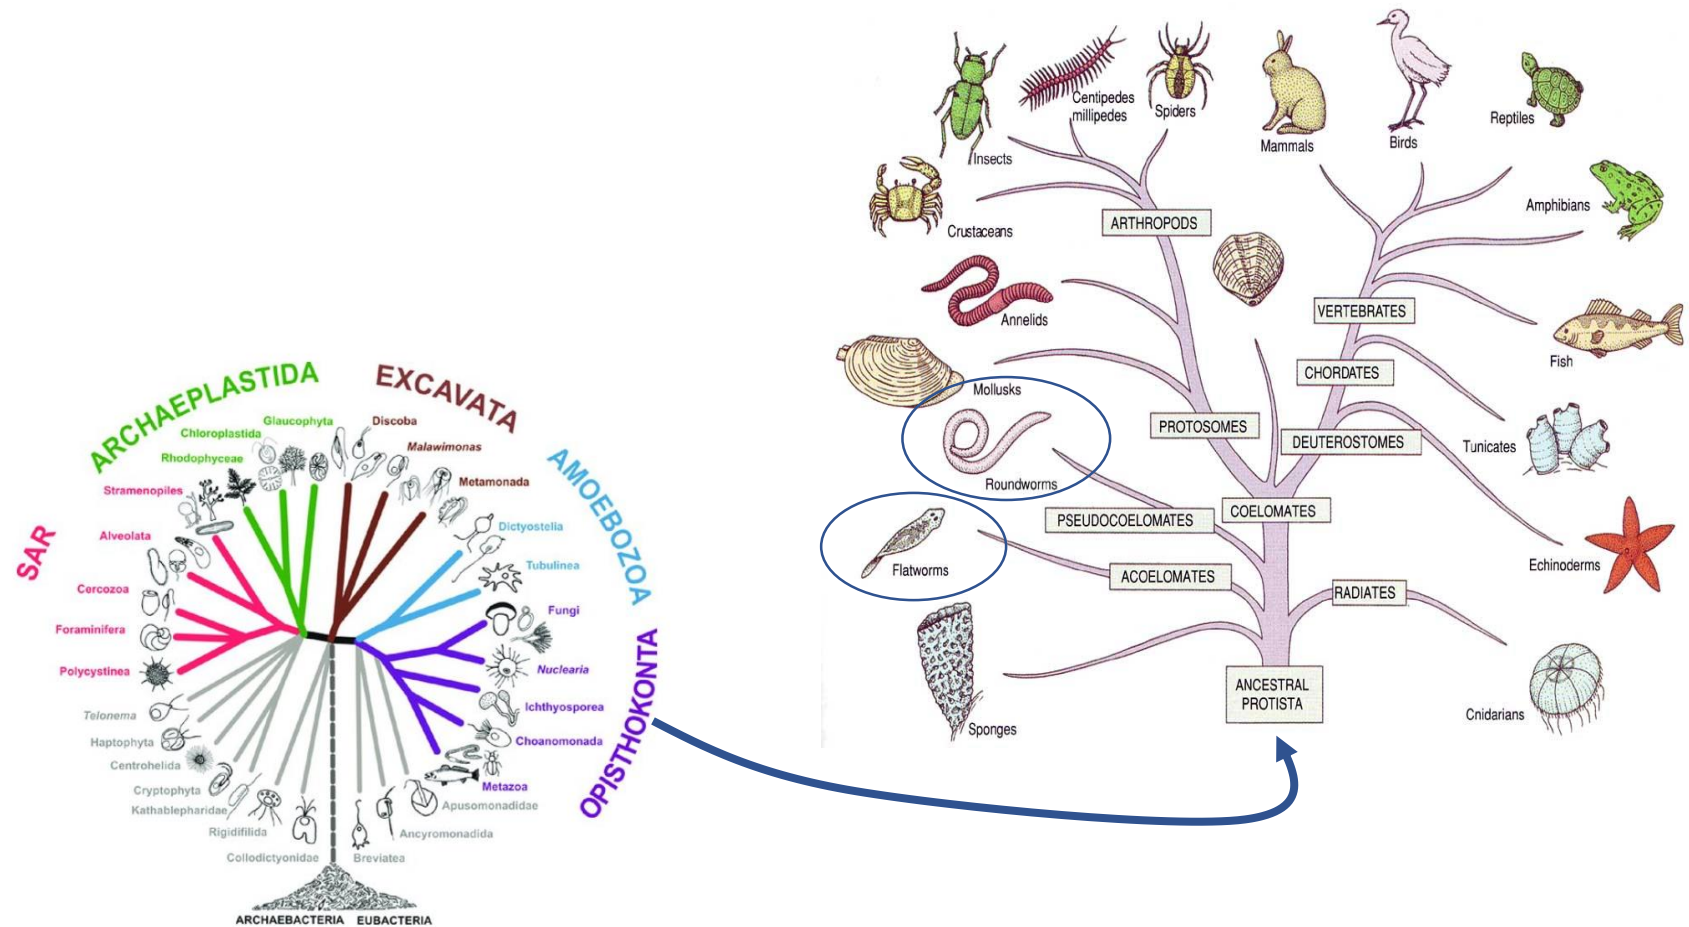 ARCHAEPLASTIDA
EXCAVATA
AMOEBOZOA
OPISTHOKONTA
SAR
Glaucophyta
Chloroplastida
Rhodophyceae
Stramenopiles
Alveolata
Cercozoa
Foraminifera
Polycystinea
Telonema
Haptophyta
Centrohelida
Cryptophyta
Kathablepharidae
Rigidifilida
Collodictyonidae
Discoba
Malawimonas
Metamonada
Dictyostelia
Tubulinea
Fungi
Nuclearia
Ichthyosporea
Choanomonada
Metazoa
Apusomonadidae
Ancyromonadida
Breviatea
ARCHAEBACTERIA EUBACTERIA
Insects
Centipedes
millipedes
Spiders
Mammals
Birds
Reptiles
Crustaceans
ARTHROPODS
Amphibians
Annelids
VERTEBRATES
Fish
CHORDATES
Mollusks
PROTOSOMES
DEUTEROSTOMES
Tunicates
Roundworms
COELOMATES
PSEUDOCOELOMATES
Flatworms
ACOELOMATES
RADIATES
Echinoderms
ANCESTRAL
PROTISTA
Sponges
Cnidarians